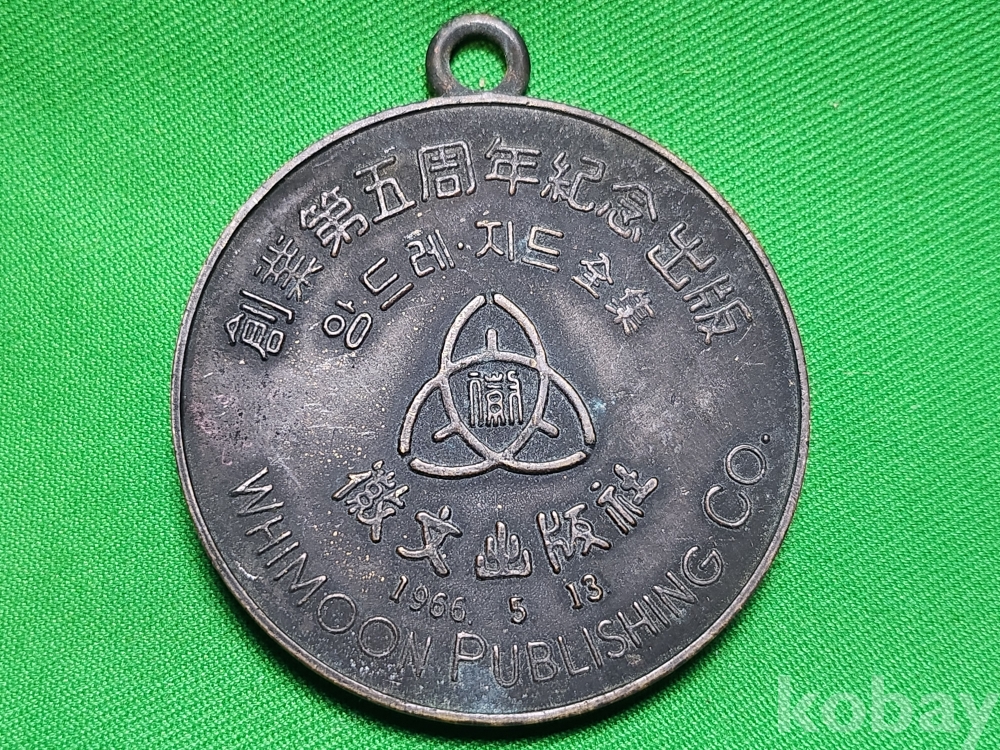 創業第五周年紀念出版
앙드레·지드 全集
徽
徽文出版社
1966. 5 13.
WHIMOON PUBLISHING CO.
kobay